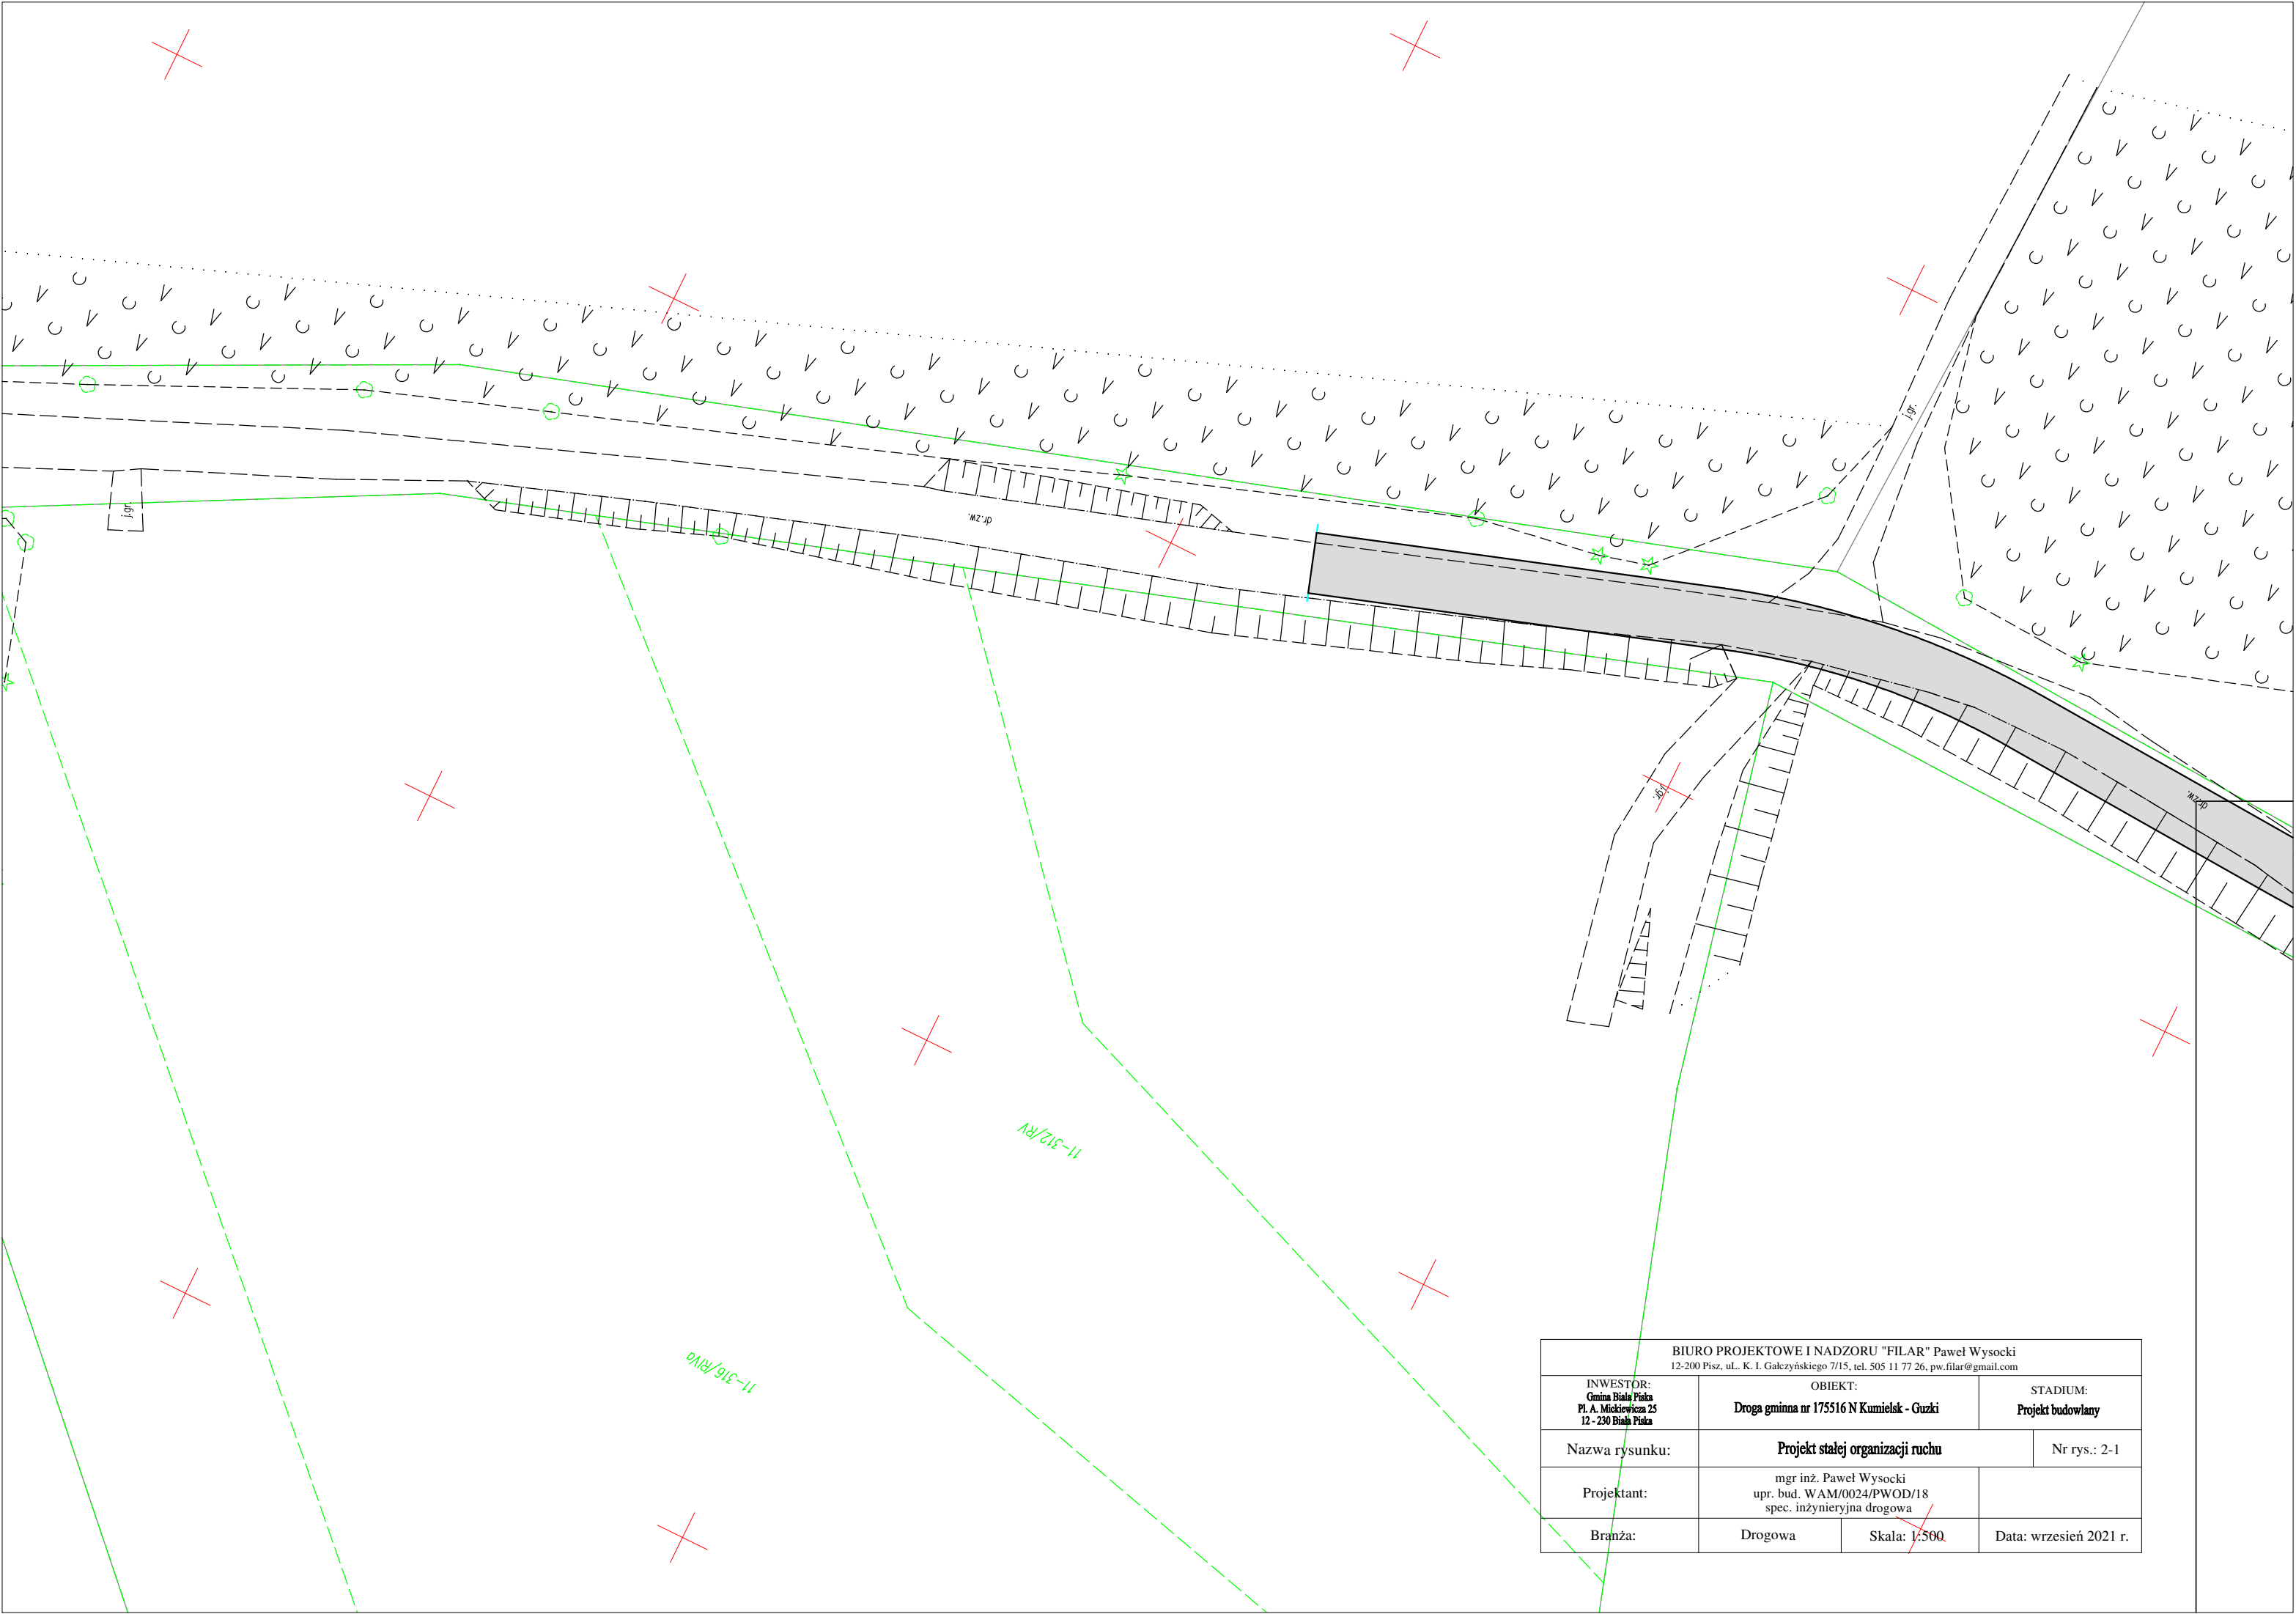 j.gr.
j.gr.
dr.zw.
j.gr.
dr.zw.
11-312/RV
11-316/RIVa
BIURO PROJEKTOWE I NADZORU "FILAR" Paweł Wysocki
12-200 Pisz, uL. K. I. Gałczyńskiego 7/15, tel. 505 11 77 26, pw.filar@gmail.com
INWESTOR:
Gmina Biała Piska
Pl. A. Mickiewicza 25
12 - 230 Biała Piska
OBIEKT:
Droga gminna nr 175516 N Kumielsk - Guzki
STADIUM:
Projekt budowlany
Nazwa rysunku:
Projekt stałej organizacji ruchu
Nr rys.: 2-1
Projektant:
mgr inż. Paweł Wysocki
upr. bud. WAM/0024/PWOD/18
spec. inżynieryjna drogowa
Branża:
Drogowa
Skala: 1:500
Data: wrzesień 2021 r.